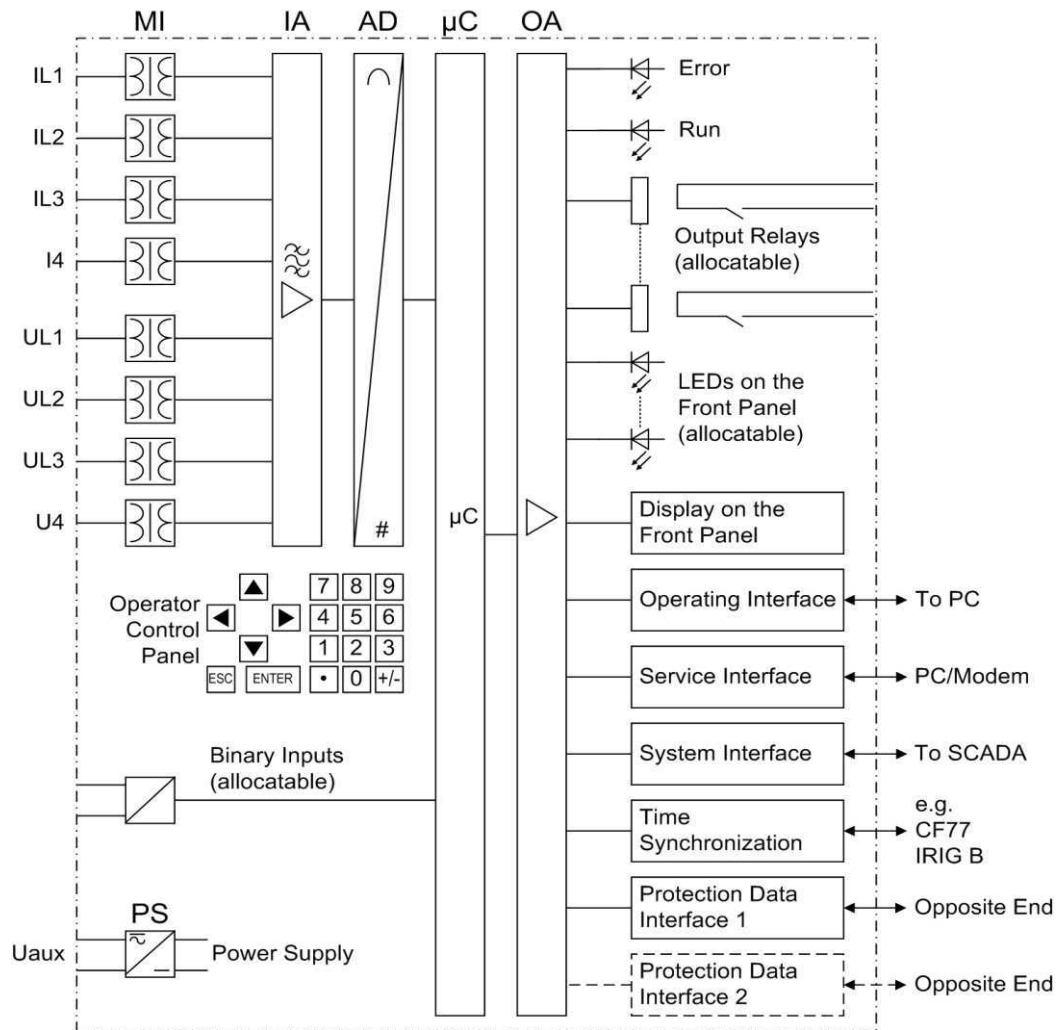 MI
IA
AD
µC
OA
IL1
IL2
IL3
I4
UL1
UL2
UL3
U4
#
µC
Error
Run
Output Relays
(allocatable)
LEDs on the
Front Panel
(allocatable)
Display on the
Front Panel
Operating Interface
To PC
Service Interface
PC/Modem
System Interface
To SCADA
Time
Synchronization
e.g.
CF77
IRIG B
Protection Data
Interface 1
Opposite End
Protection Data
Interface 2
Opposite End
Operator
Control
Panel
7 8 9
4 5 6
1 2 3
ESC ENTER • 0 +/-
Binary Inputs
(allocatable)
PS
Uaux
Power Supply